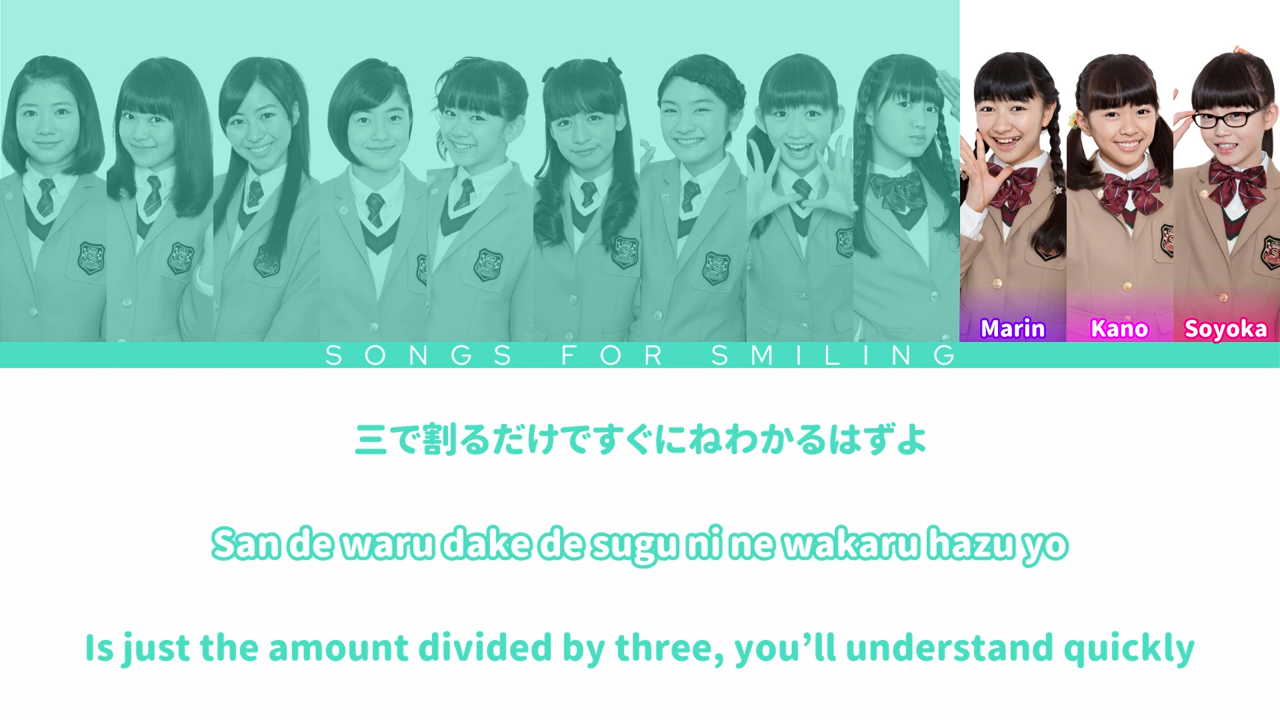 Marin Kano Soyoka
SONGS FOR SMILING
三で割るだけですぐにねわかるはずよ
San de waru dake de sugu ni ne wakaru hazu yo
Is just the amount divided by three, you’ll understand quickly